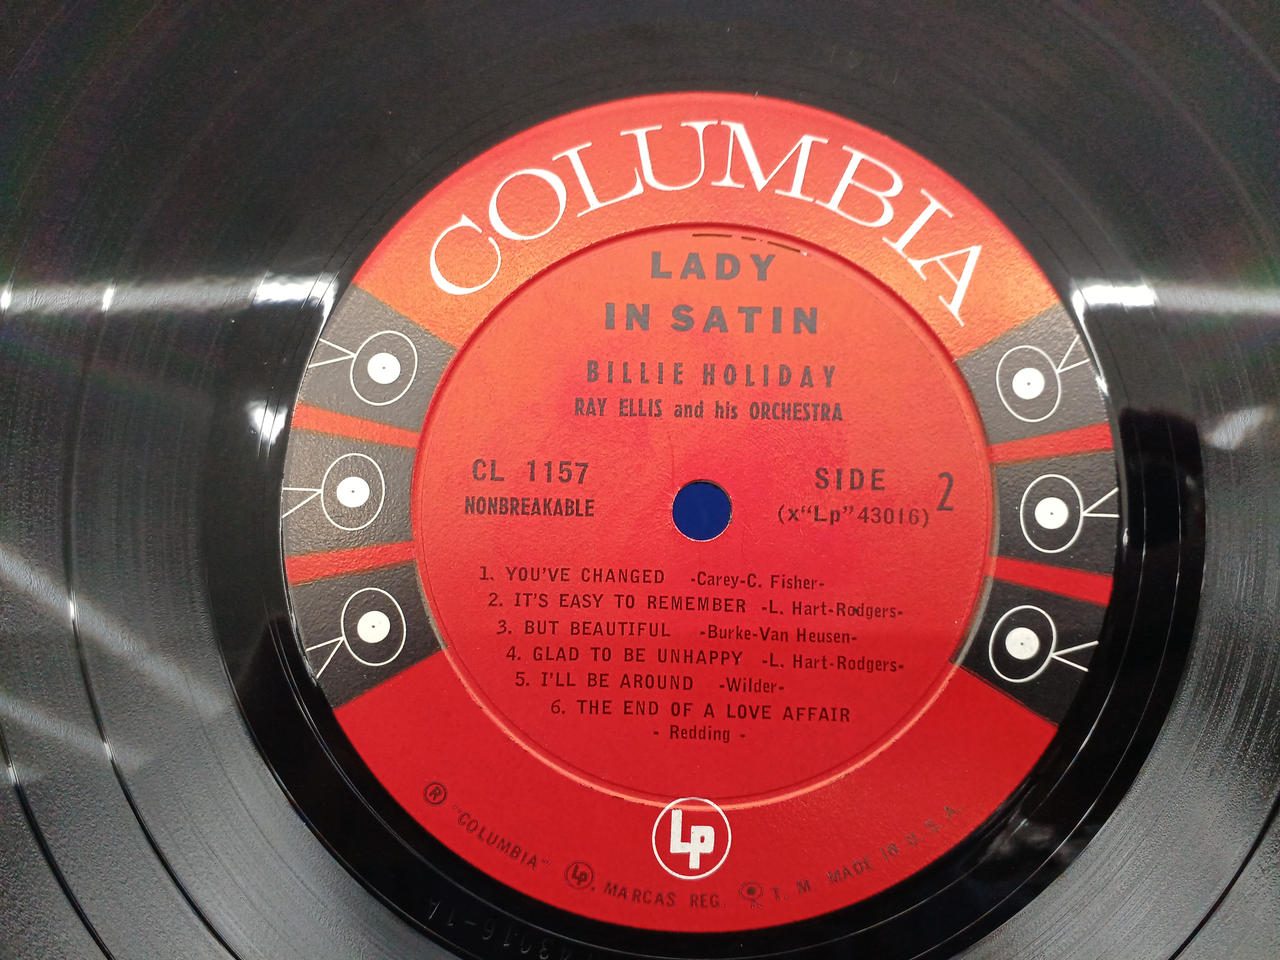 COLUMBIA
LADY
IN SATIN
BILLIE HOLIDAY
RAY ELLIS and his ORCHESTRA
CL 1157
NONBREAKABLE
SIDE 2
(x"Lp"43016)
1. YOU'VE CHANGED -Carey-C. Fisher-
2. IT'S EASY TO REMEMBER -L. Hart-Rodgers-
3. BUT BEAUTIFUL -Burke-Van Heusen-
4. GLAD TO BE UNHAPPY -L. Hart-Rodgers-
5. I'LL BE AROUND -Wilder-
6. THE END OF A LOVE AFFAIR
- Redding -
Lp
® "COLUMBIA" Lp, MARCAS REG. T. M. MADE IN U. S. A.
43016-1A